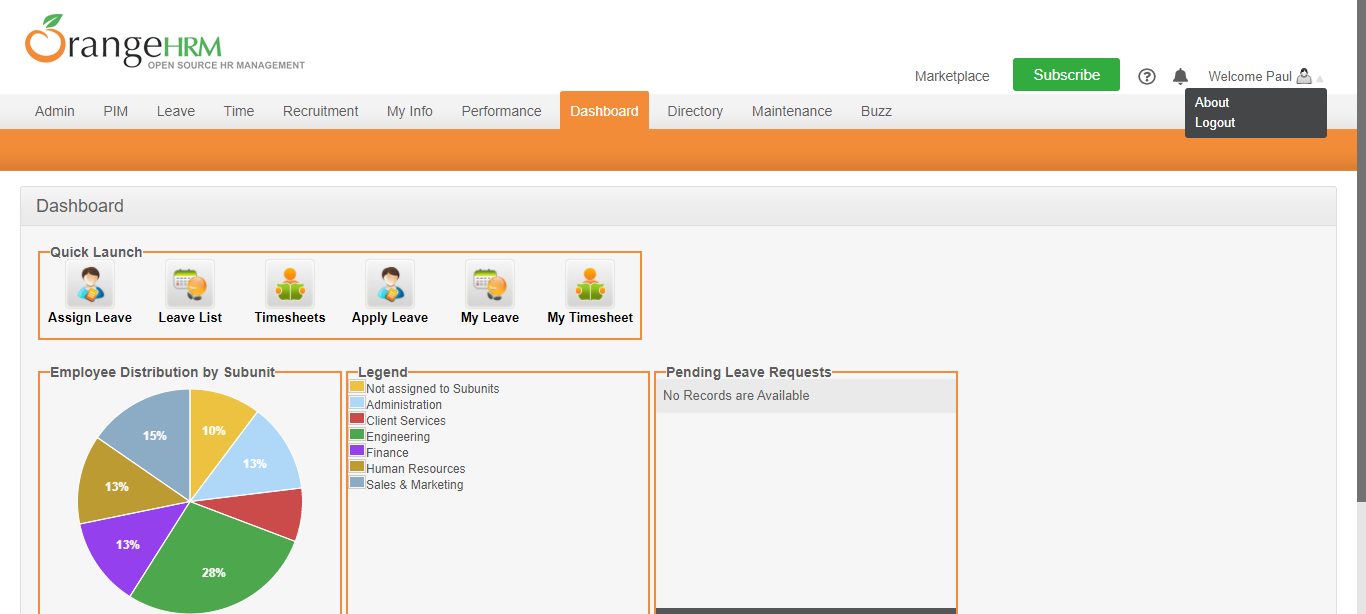 OrangeHRM
OPEN SOURCE HR MANAGEMENT
Marketplace
Subscribe
Welcome Paul
About
Logout
Admin
PIM
Leave
Time
Recruitment
My Info
Performance
Dashboard
Directory
Maintenance
Buzz
Dashboard
Quick Launch
Assign Leave
Leave List
Timesheets
Apply Leave
My Leave
My Timesheet
Employee Distribution by Subunit
10%
13%
28%
13%
13%
15%
Legend
Not assigned to Subunits
Administration
Client Services
Engineering
Finance
Human Resources
Sales & Marketing
Pending Leave Requests
No Records are Available